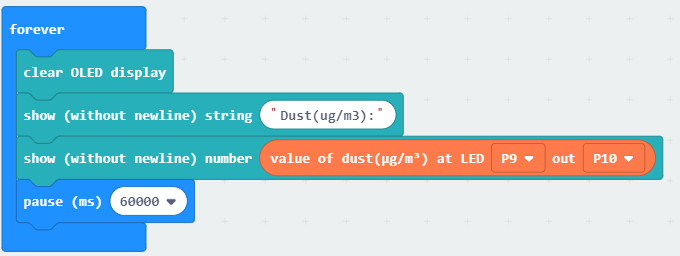 forever
clear OLED display
show (without newline) string "Dust(ug/m3):"
show (without newline) number value of dust(μg/m³) at LED P9 out P10
pause (ms) 60000